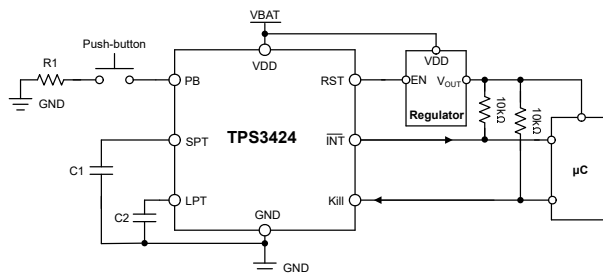 VBAT
R1
Push-button
GND
PB
VDD
RST
EN
VDD
VOUT
Regulator
10kΩ
10kΩ
TPS3424
SPT
INT
µC
C1
LPT
Kill
C2
GND
GND